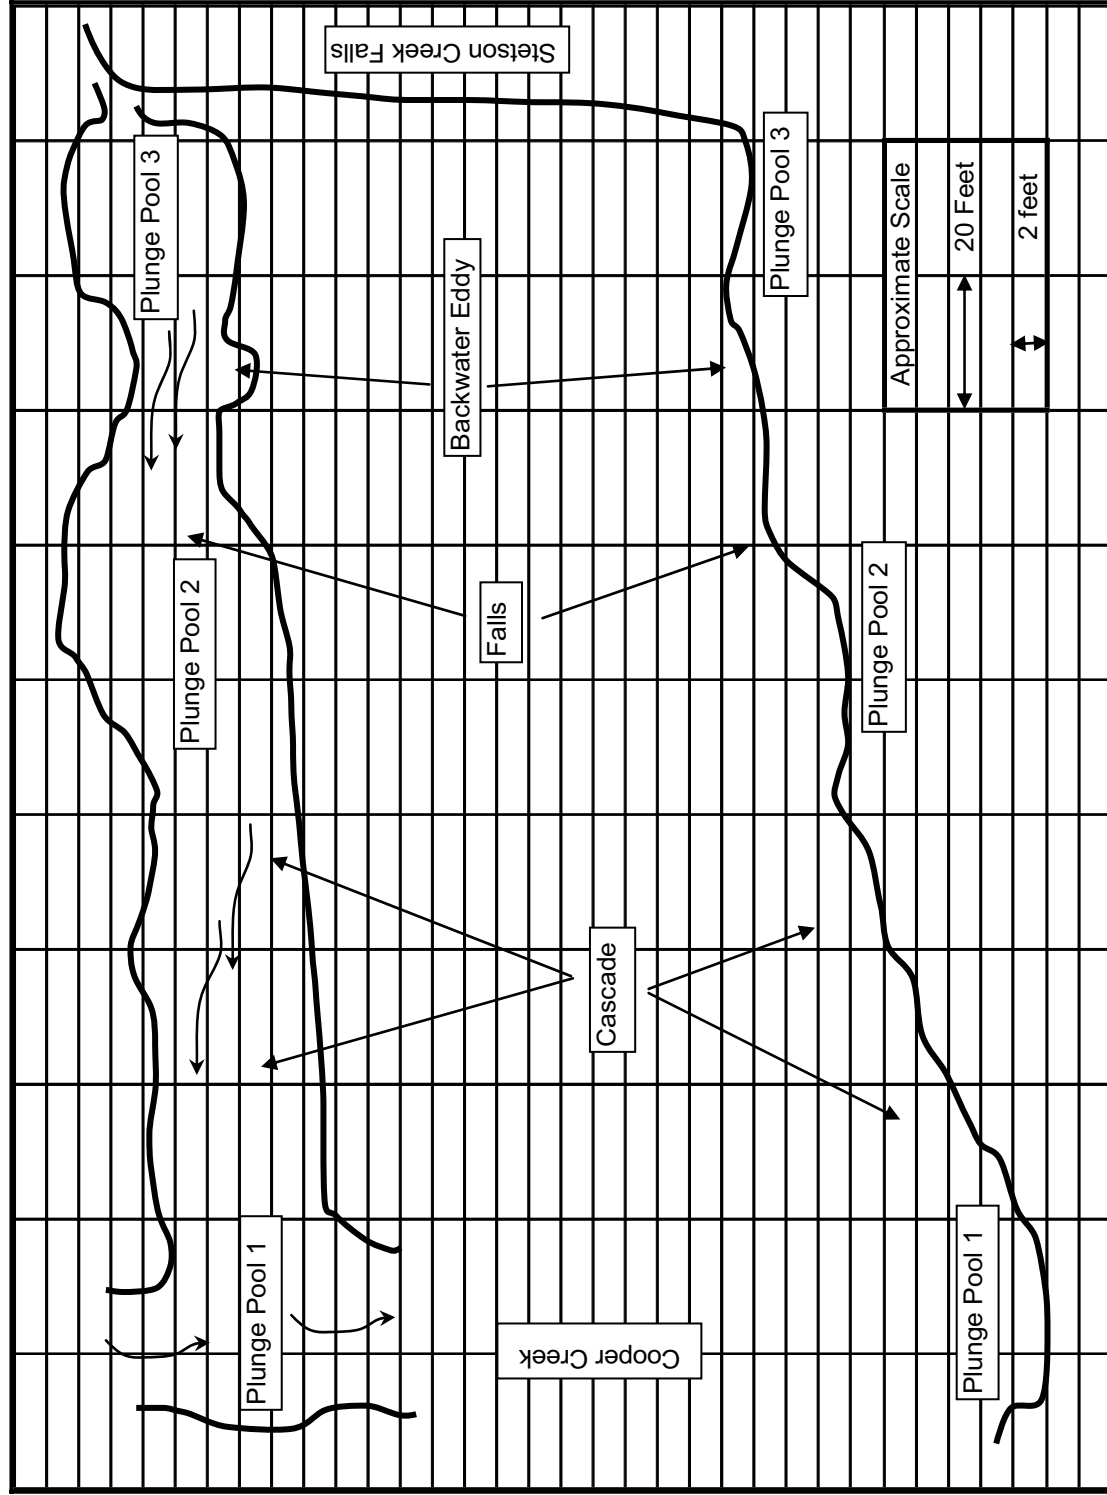 Stetson Creek Falls
Plunge Pool 3
Plunge Pool 3
Backwater Eddy
Approximate Scale
20 Feet
2 feet
Falls
Plunge Pool 2
Plunge Pool 2
Cascade
Plunge Pool 1
Plunge Pool 1
Cooper Creek